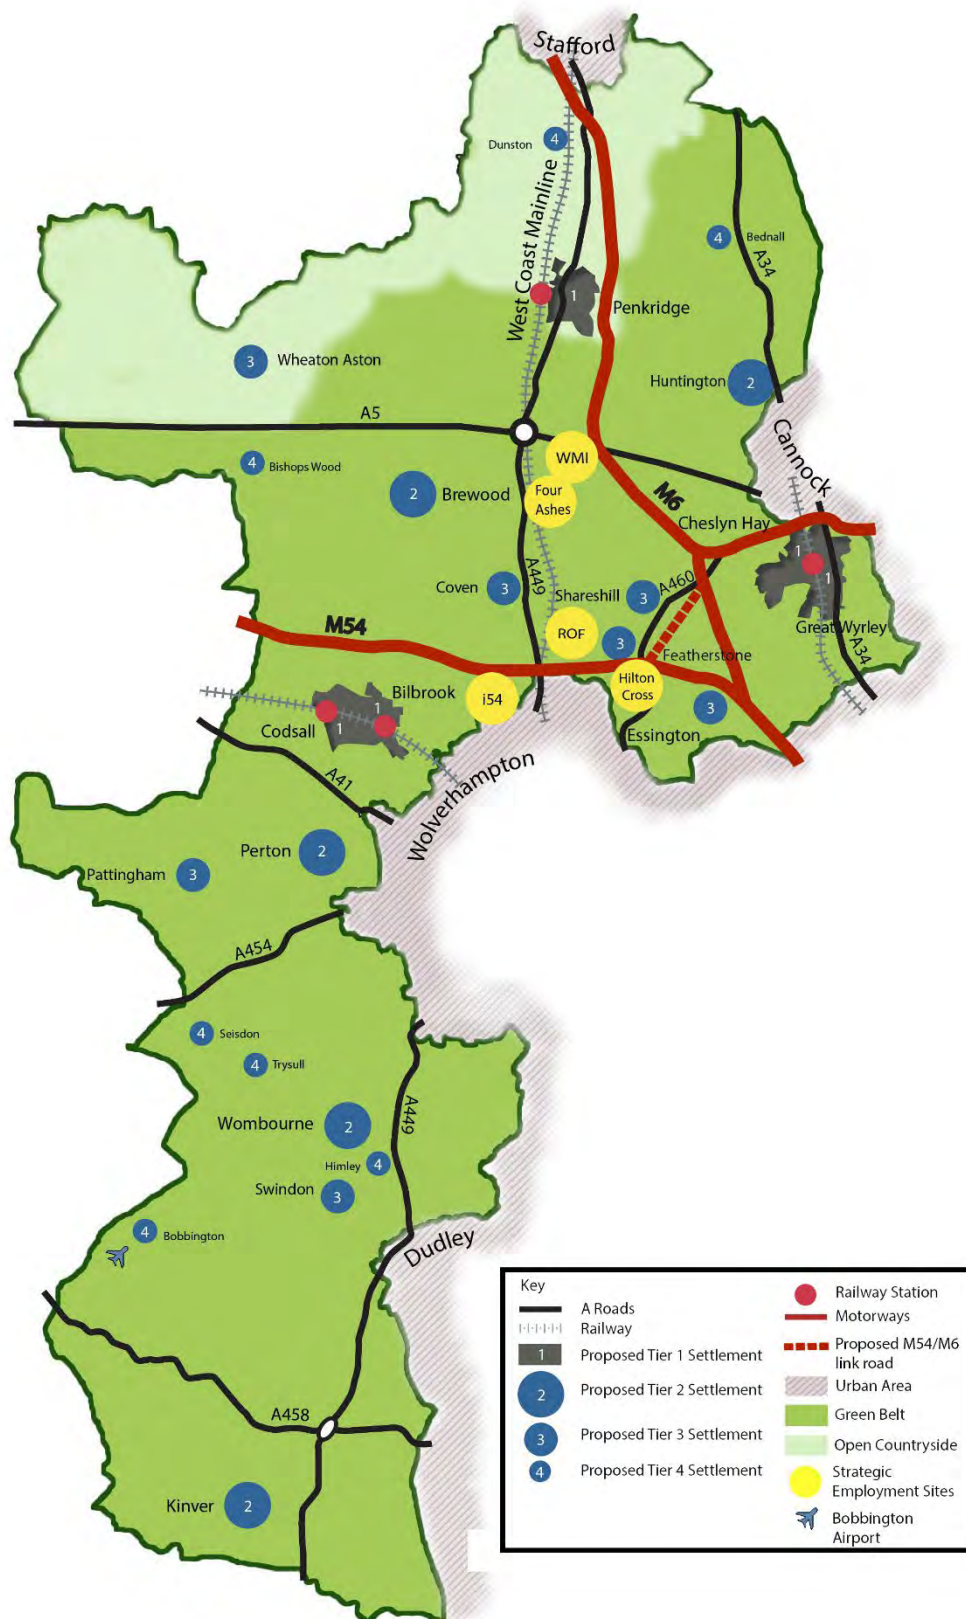 Stafford
Dunston
4
West Coast Mainline
4
Bednall
A34
1
Penkridge
3
Wheaton Aston
Huntington
2
A5
Cannock
WMI
4
Bishops Wood
2
Brewood
Four
Ashes
M6
Cheslyn Hay
1
1
Great Wyrley
A34
A449
Coven
3
Shareshill
3
A460
ROF
3
Featherstone
M54
Hilton
Cross
3
Essington
i54
Bilbrook
1
Codsall
1
A41
Wolverhampton
Perton
2
Pattingham
3
A454
4
Seisdon
4
Trysull
Wombourne
2
A449
Himley
4
Swindon
3
4
Bobbington
Dudley
A458
Kinver
2
Key
A Roads
Railway
1
Proposed Tier 1 Settlement
2
Proposed Tier 2 Settlement
3
Proposed Tier 3 Settlement
4
Proposed Tier 4 Settlement
Railway Station
Motorways
Proposed M54/M6
link road
Urban Area
Green Belt
Open Countryside
Strategic
Employment Sites
Bobbington
Airport